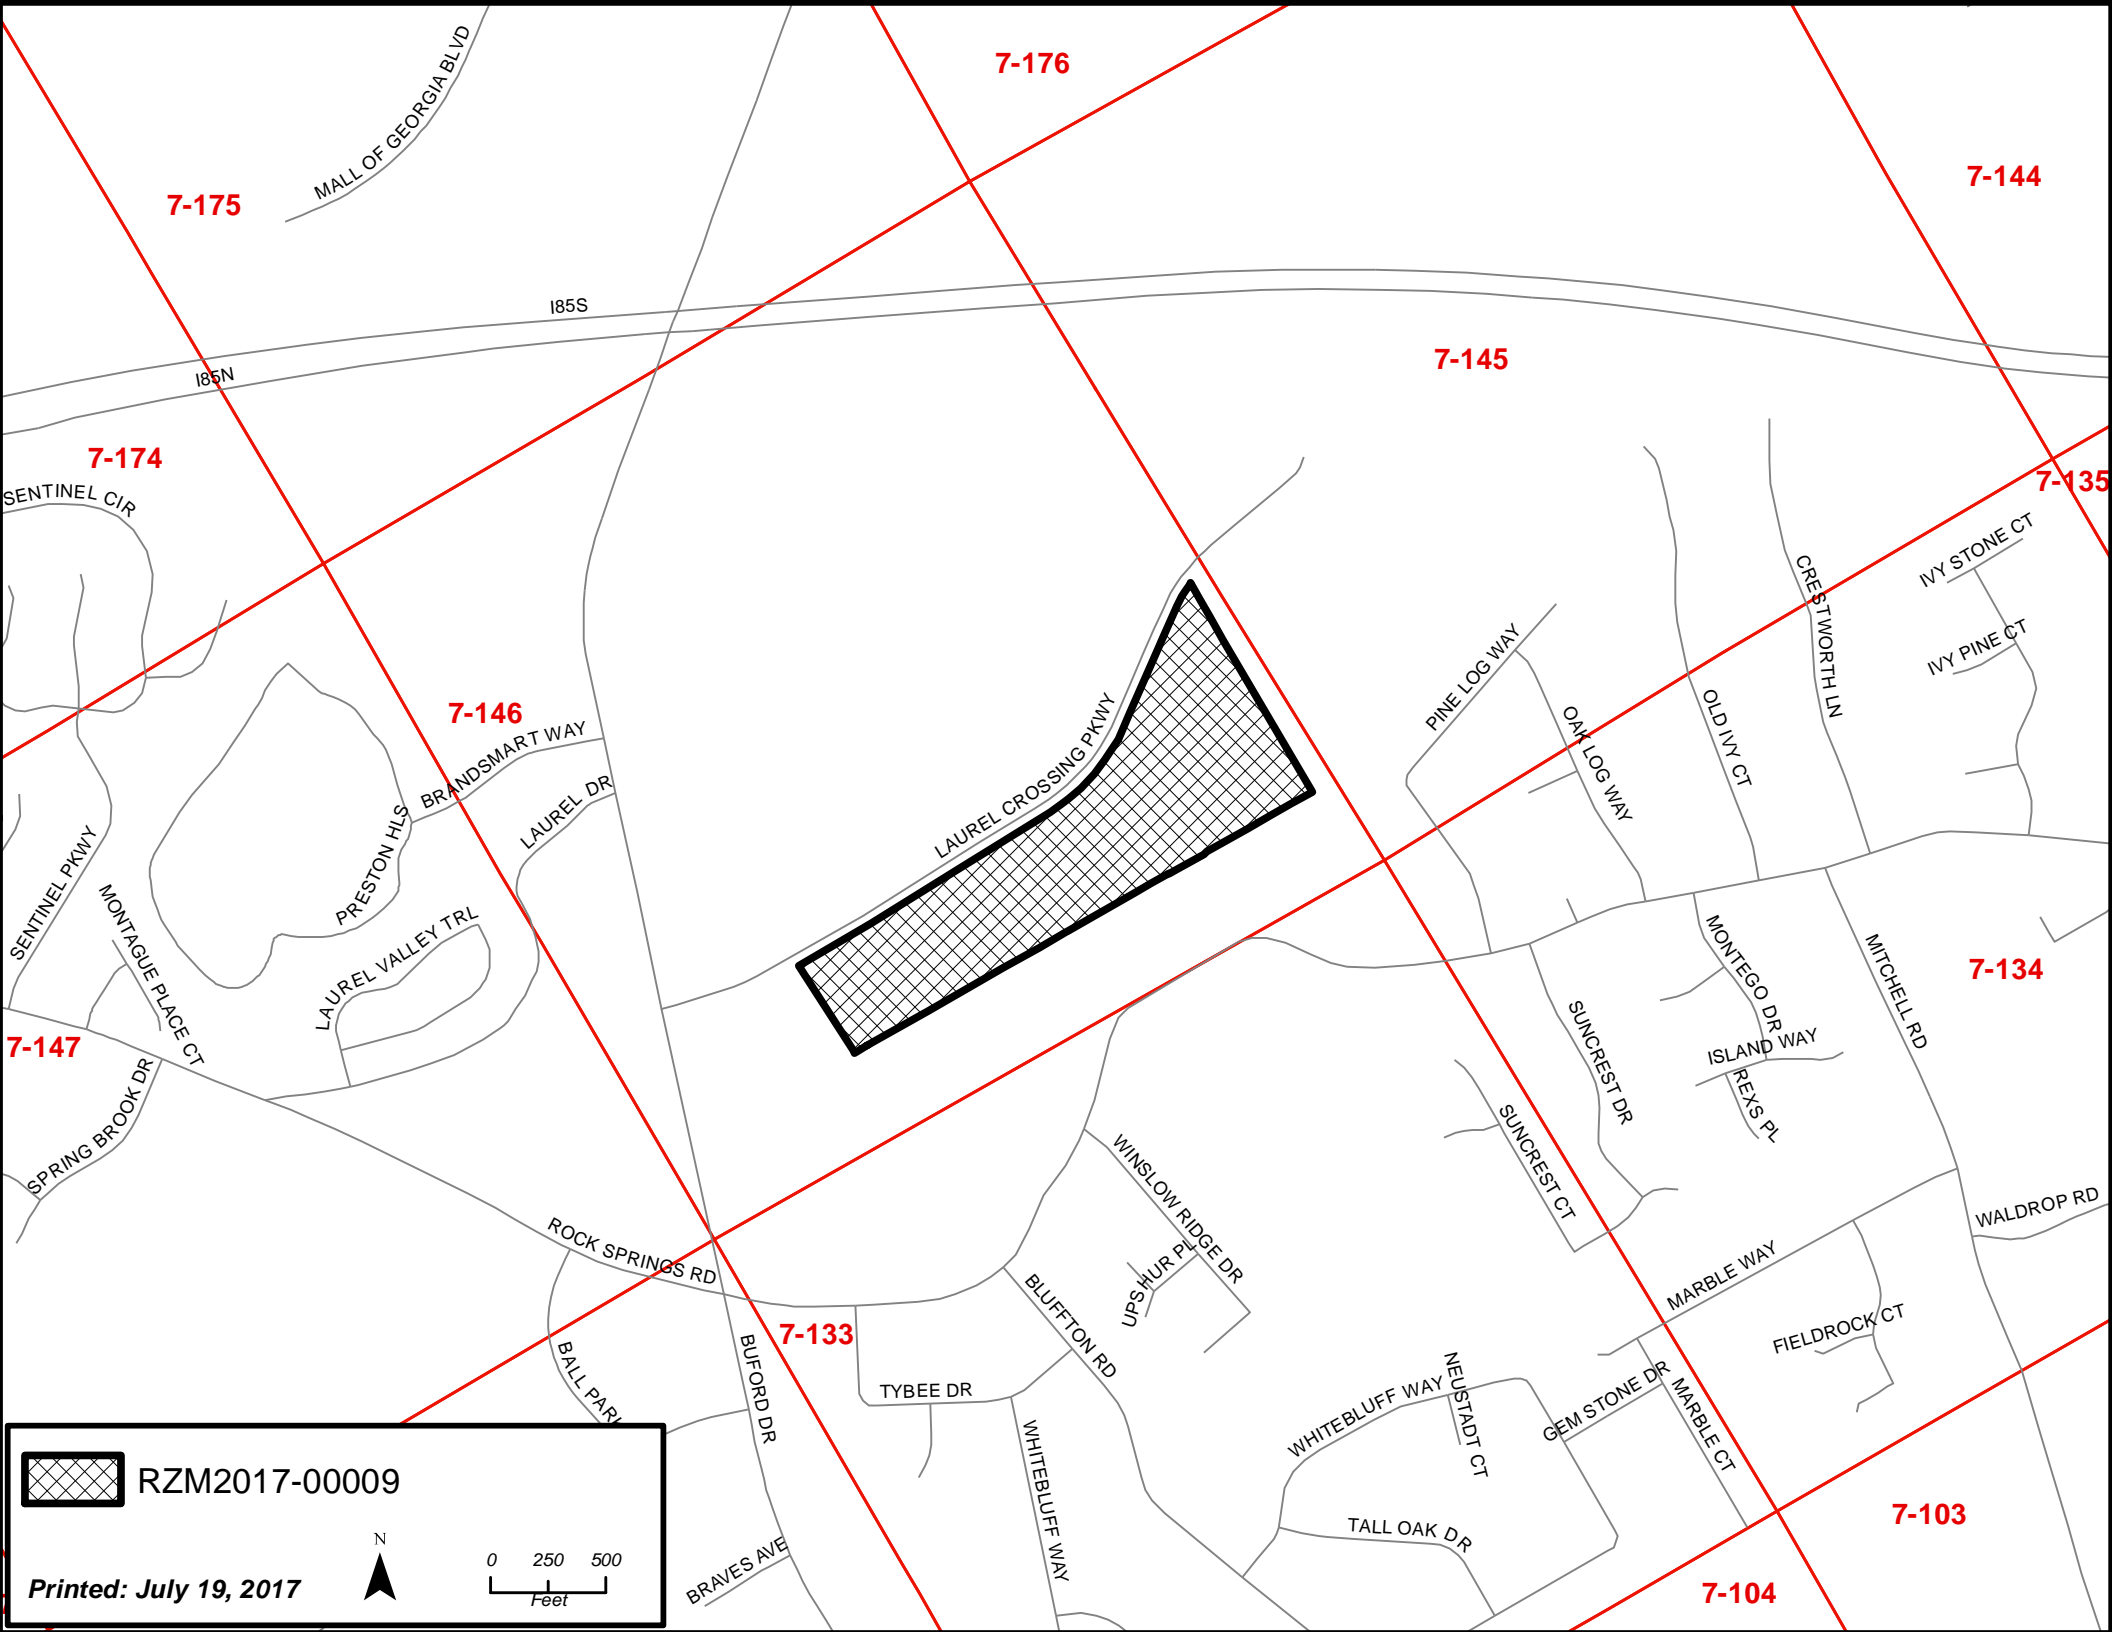 7-176
MALL OF GEORGIA BLVD
7-175
7-144
I85S
7-145
I85N
7-174
7-135
SENTINEL CIR
IVY STONE CT
CRESTWORTH LN
IVY PINE CT
PINE LOG WAY
7-146
BRANDSMART WAY
LAUREL CROSSING PKWY
OAK LOG WAY
OLD IVY CT
LAUREL DR
PRESTON HLS
SENTINEL PKWY
MONTAGUE PLACE CT
LAUREL VALLEY TRL
MONTEGO DR
MITCHELL RD
7-134
7-147
SUNCREST DR
ISLAND WAY
REXS PL
SPRING BROOK DR
SUNCREST CT
WINSLOW RIDGE DR
WALDROP RD
ROCK SPRINGS RD
UPSHUR PL
MARBLE WAY
BLUFFTON RD
7-133
FIELDROCK CT
BALL PARK
BUFORD DR
TYBEE DR
WHITEBLUFF WAY
NEUSTADT CT
GEM STONE DR
MARBLE CT
WHITEBLUFF WAY
RZM2017-00009
7-103
TALL OAK DR
N
0 250 500
Feet
Printed: July 19, 2017
BRAVES AVE
7-104